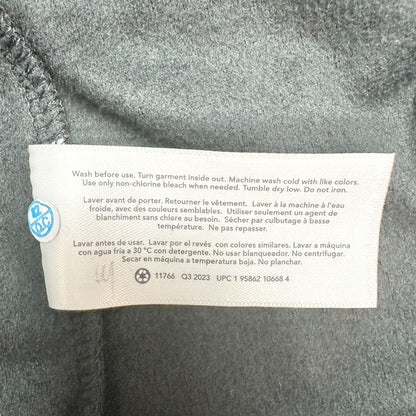 Wash before use. Turn garment inside out. Machine wash cold with like colors.
Use only non-chlorine bleach when needed. Tumble dry low. Do not iron.
Laver avant de porter. Retourner le vêtement. Laver à la machine à l'eau
froide, avec des couleurs semblables. Utiliser seulement un agent de
blanchiment sans chlore au besoin. Sécher par culbutage à basse
température. Ne pas repasser.
Lavar antes de usar. Lavar por el revés con colores similares. Lavar a máquina
con agua fría a 30 °C con detergente. No usar blanqueador. No centrifugar.
Secar en máquina a temperatura baja. No planchar.
11766 Q3 2023 UPC 1 95862 10668 4